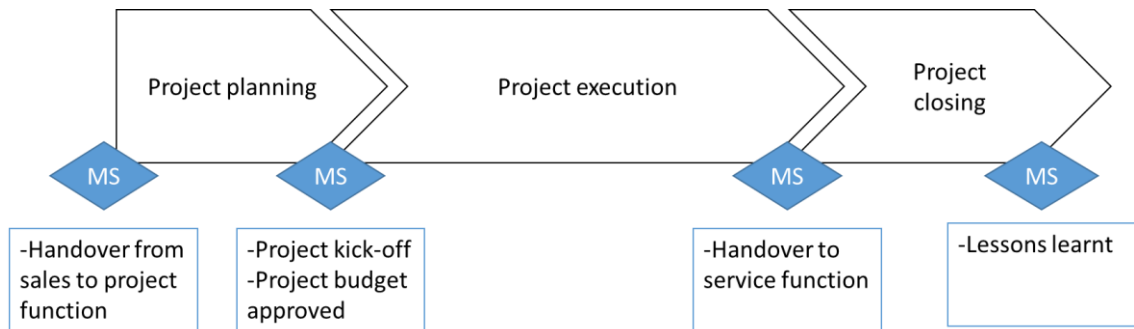 Project planning
Project execution
Project
closing
MS
MS
MS
MS
-Handover from
sales to project
function
-Project kick-off
-Project budget
approved
-Handover to
service function
-Lessons learnt